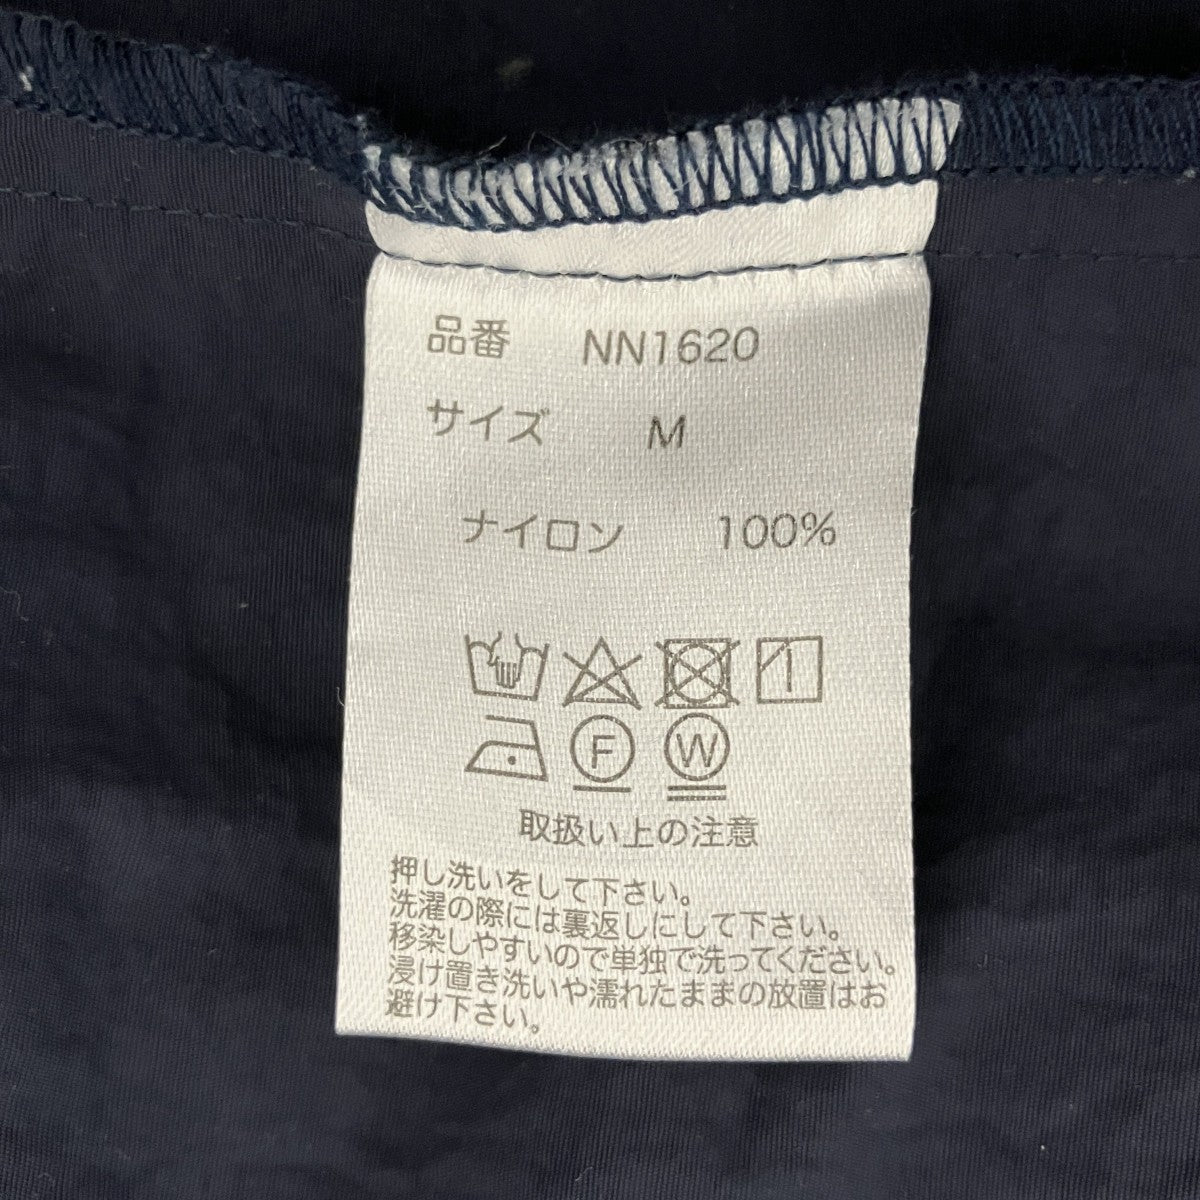 品番 NN1620
サイズ M
ナイロン 100%
F W
取扱い上の注意
押し洗いをして下さい。
洗濯の際には裏返しにして下さい。
移染しやすいので単独で洗ってください。
浸け置き洗いや濡れたままの放置はお
避け下さい。